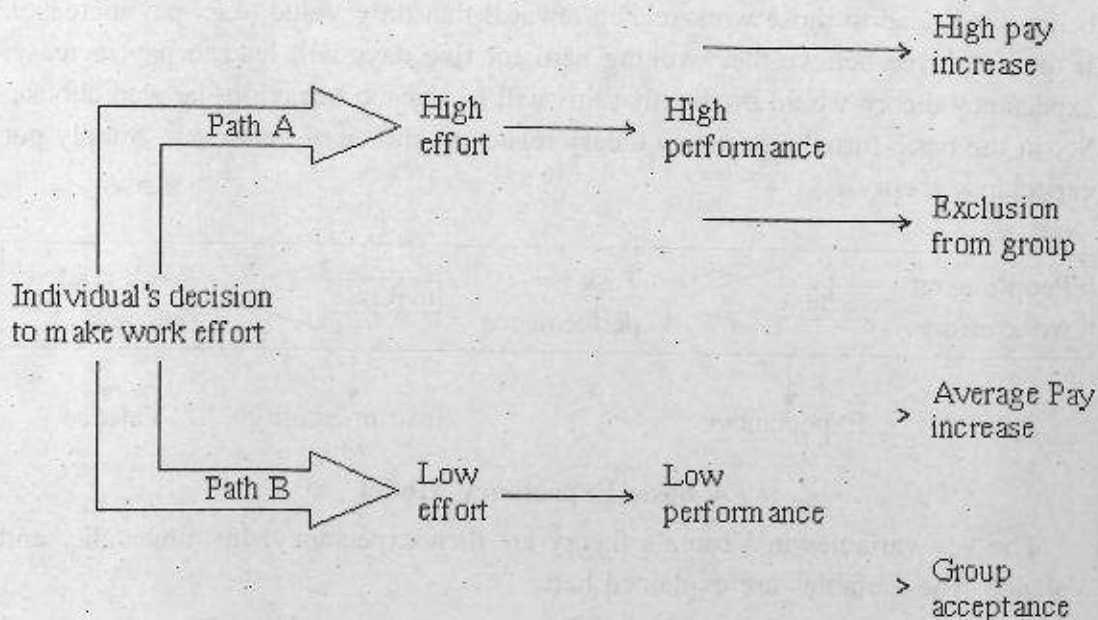 High pay
increase
Path A
High
effort
High
performance
Exclusion
from group
Individual's decision
to make work effort
Average Pay
increase
Path B
Low
effort
Low
performance
Group
acceptance